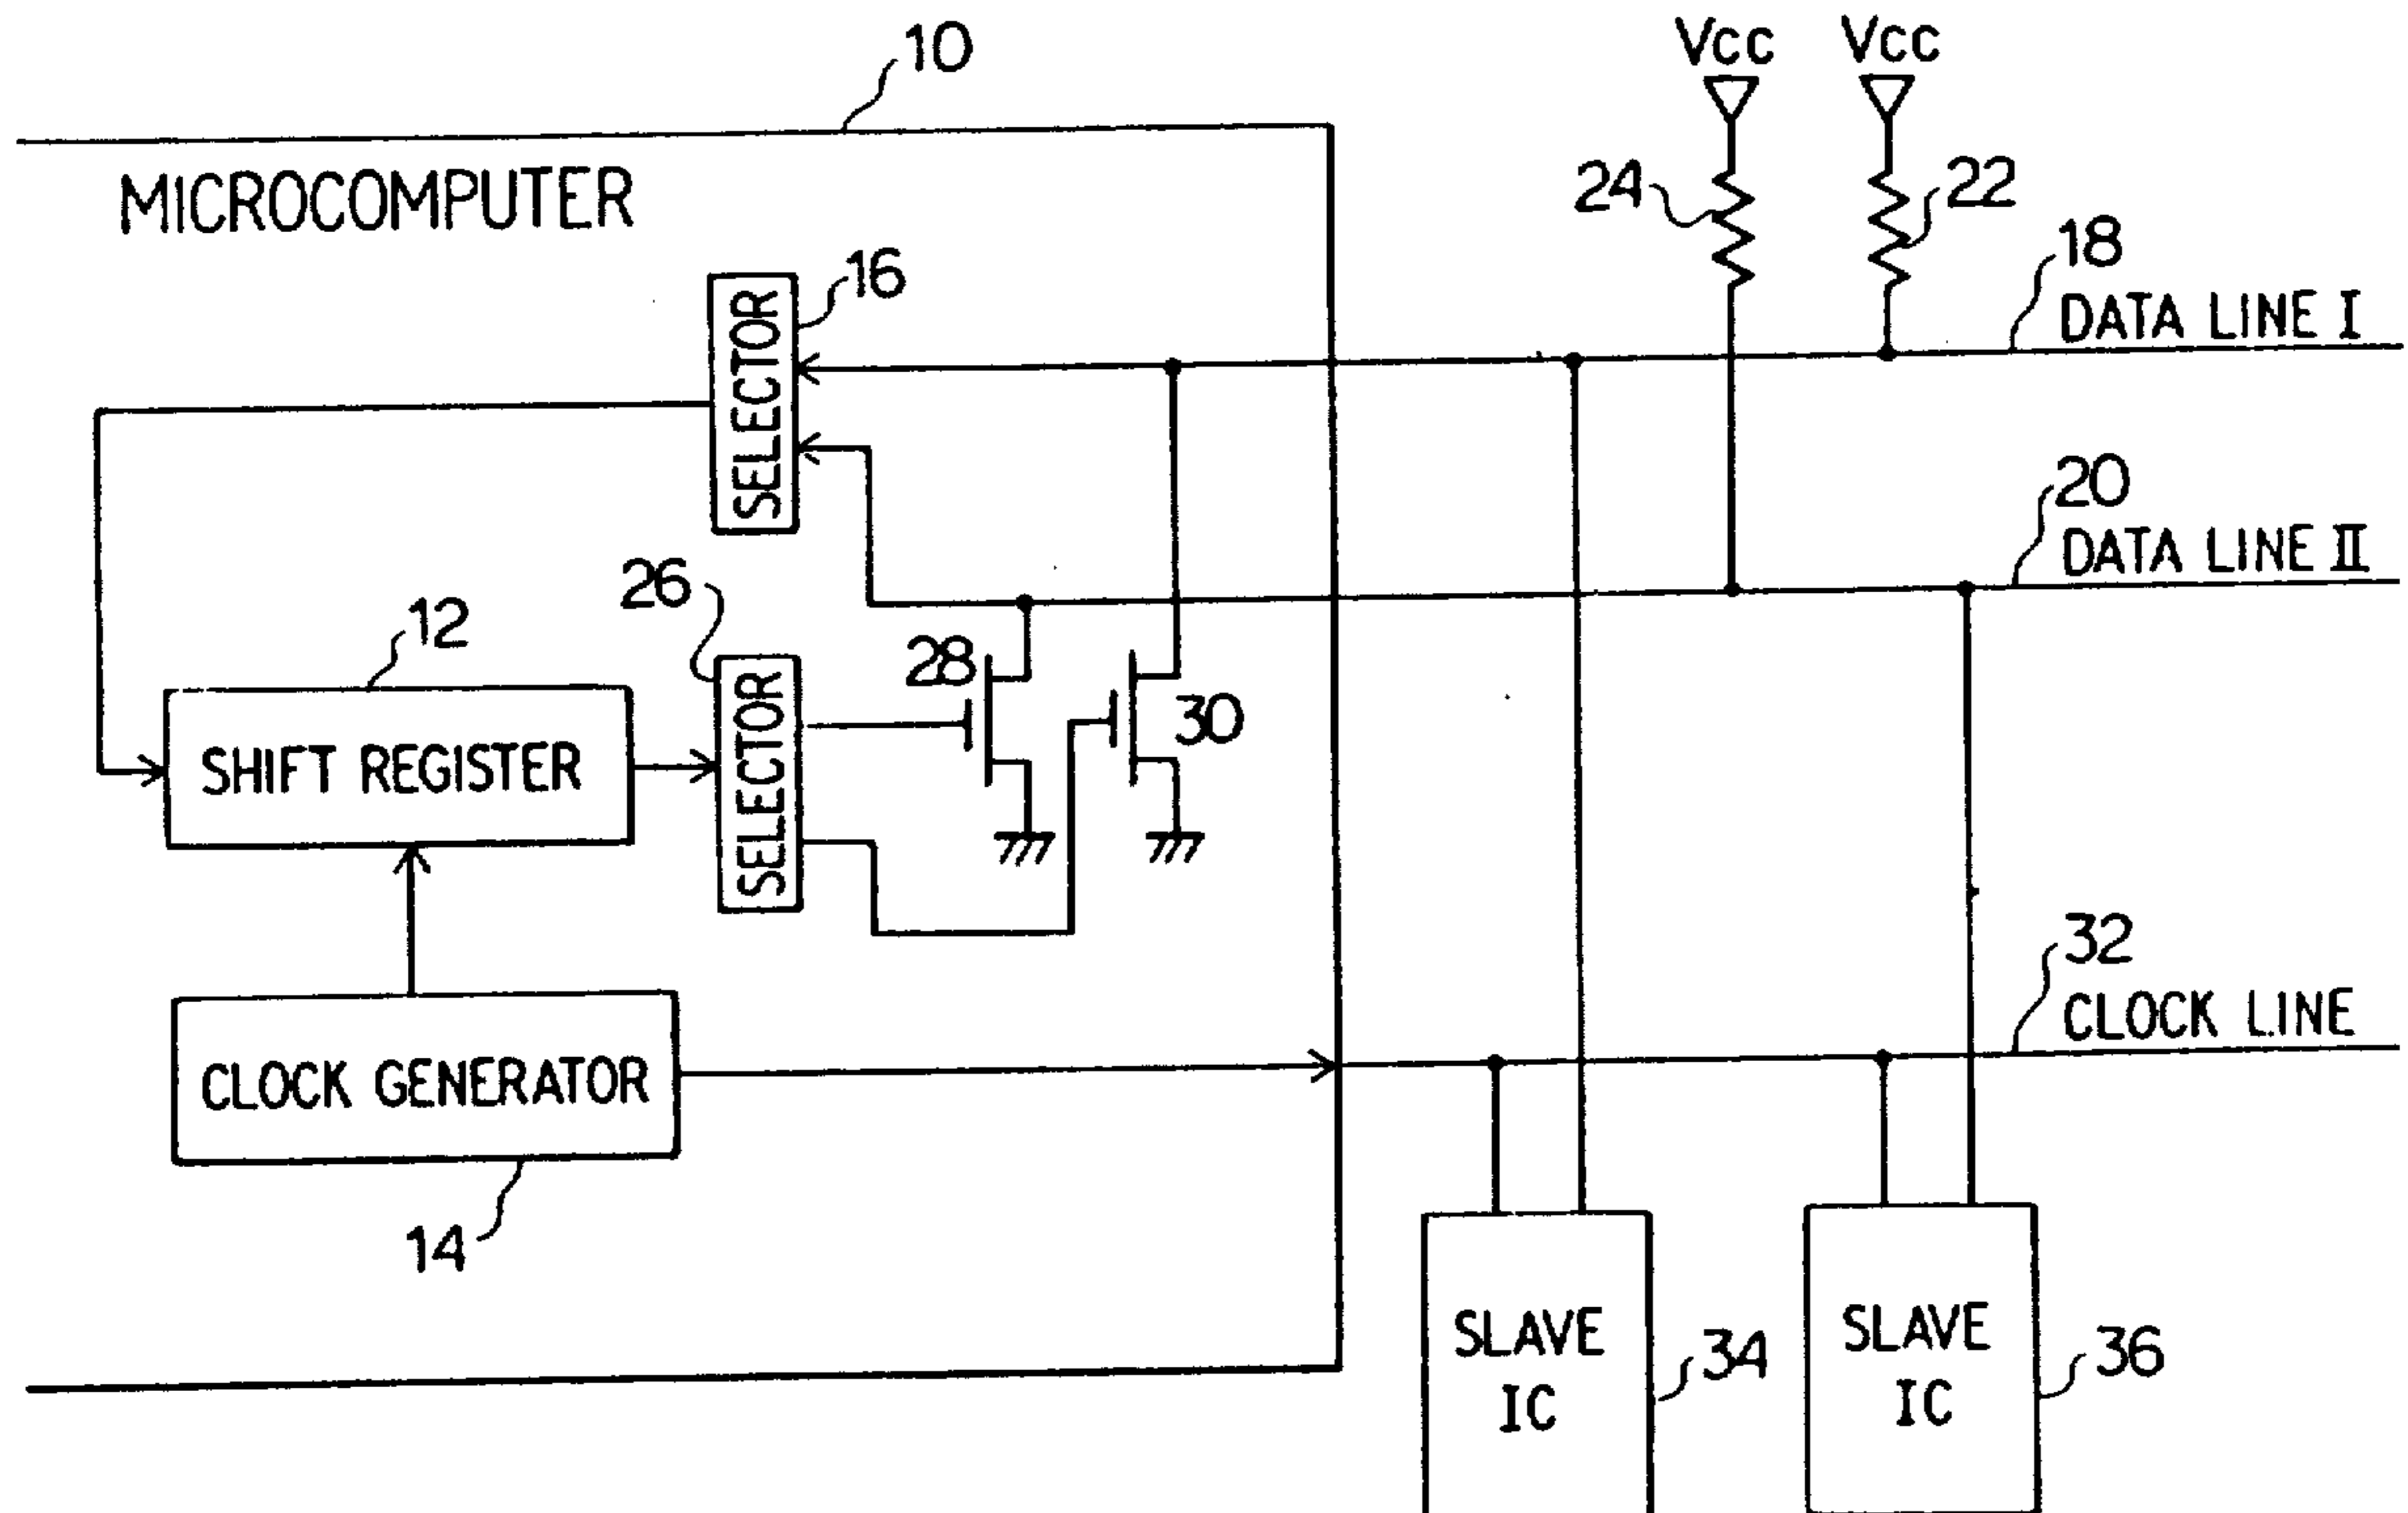 10
Vcc
Vcc
MICROCOMPUTER
24
22
18
DATA LINE I
16
SELECTOR
20
DATA LINE II
26
12
28
30
SELECTOR
SHIFT REGISTER
32
CLOCK LINE
CLOCK GENERATOR
14
SLAVE
IC
34
SLAVE
IC
36